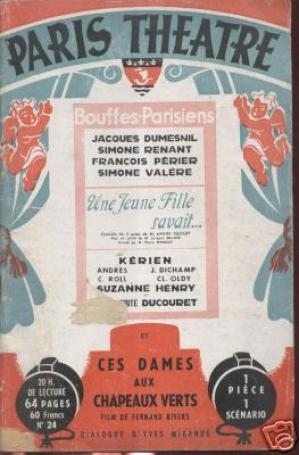 PARIS THEATRE
Bouffes-Parisiens
JACQUES DUMESNIL
SIMONE RENANT
FRANCOIS PÉRIER
SIMONE VALÈRE
Une Jeune Fille
savait...
KÉRIEN
ANDRES J. DICHAMP
C. ROLL CL. OLDY
SUZANNE HENRY
DUCOURET
ET
CES DAMES
AUX
CHAPEAUX VERTS
FILM DE FERNAND RIVERS
DIALOGUE D'YVES MIRANDE
20 H.
DE LECTURE
64 PAGES
60 Francs
N° 24
1
PIÈCE
1
SCÉNARIO